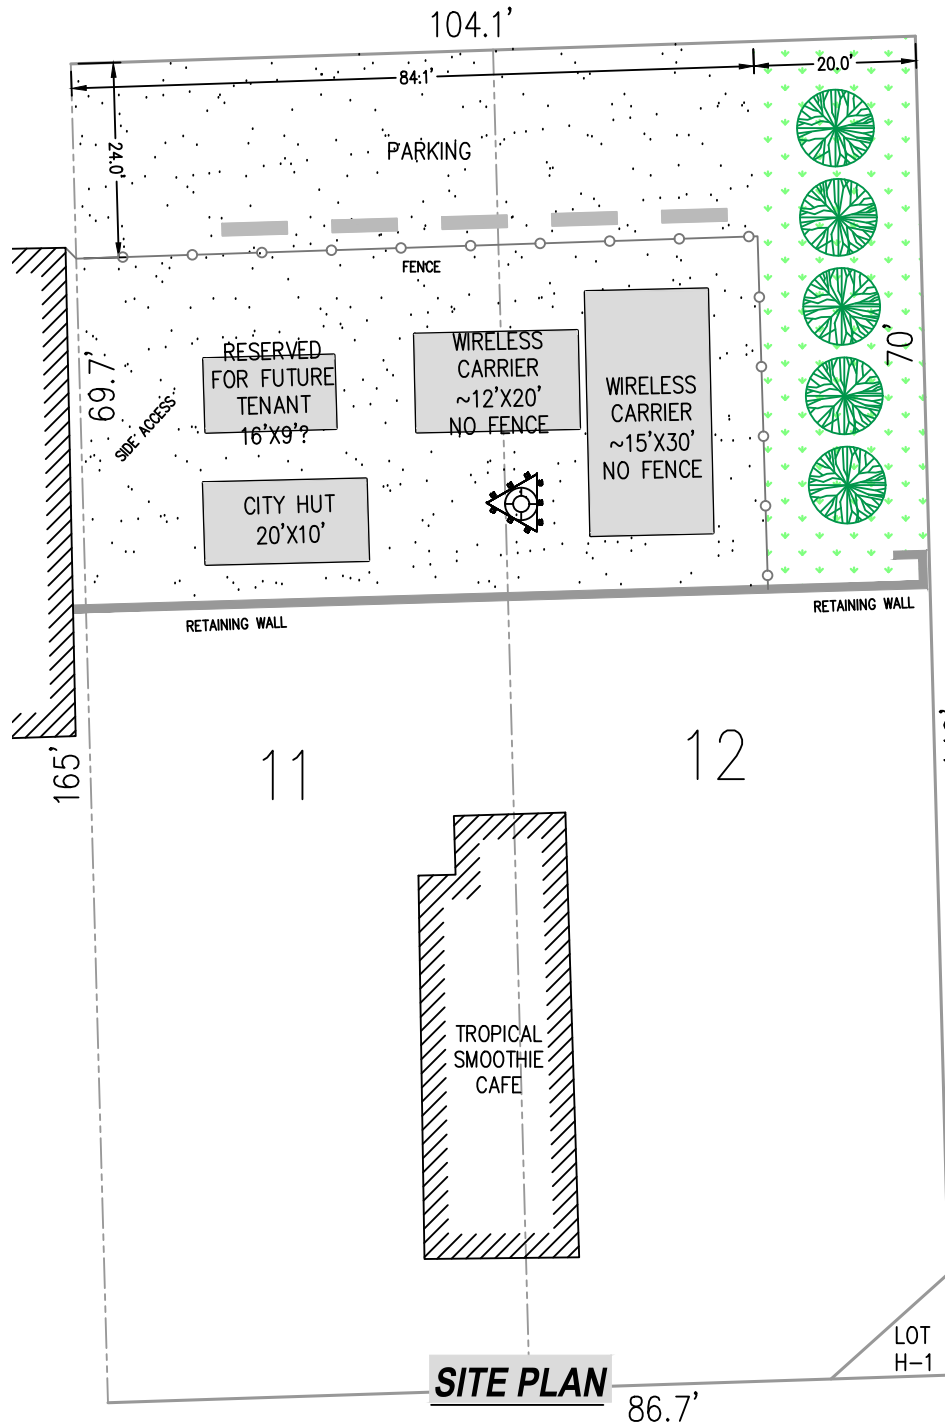 104.1'
84.1'
20.0'
24.0'
PARKING
FENCE
69.7'
SIDE ACCESS
RESERVED
FOR FUTURE
TENANT
16'X9'?
WIRELESS
CARRIER
~12'X20'
NO FENCE
WIRELESS
CARRIER
~15'X30'
NO FENCE
70'
CITY HUT
20'X10'
RETAINING WALL
RETAINING WALL
165'
11
12
TROPICAL
SMOOTHIE
CAFE
LOT
H-1
SITE PLAN
86.7'